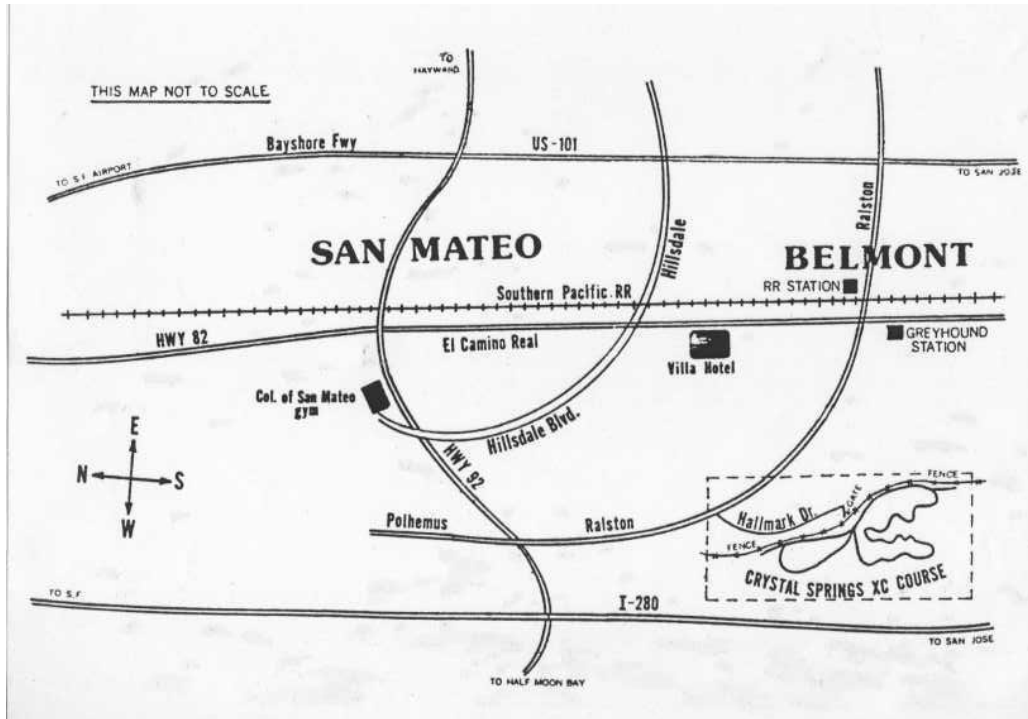 TO
HAYWARD
THIS MAP NOT TO SCALE
Bayshore Fwy
US-101
TO S.F. AIRPORT
TO SAN JOSE
Ralston
Hillsdale
SAN MATEO
BELMONT
RR STATION
Southern Pacific RR
HWY 82
El Camino Real
GREYHOUND
STATION
Villa Hotel
Col. of San Mateo
gym
Hillsdale Blvd.
HWY 92
E
N
S
W
FENCE
GATE
Hallmark Dr.
Polhemus
Ralston
FENCE
CRYSTAL SPRINGS XC COURSE
TO S.F.
I-280
TO SAN JOSE
TO HALF MOON BAY